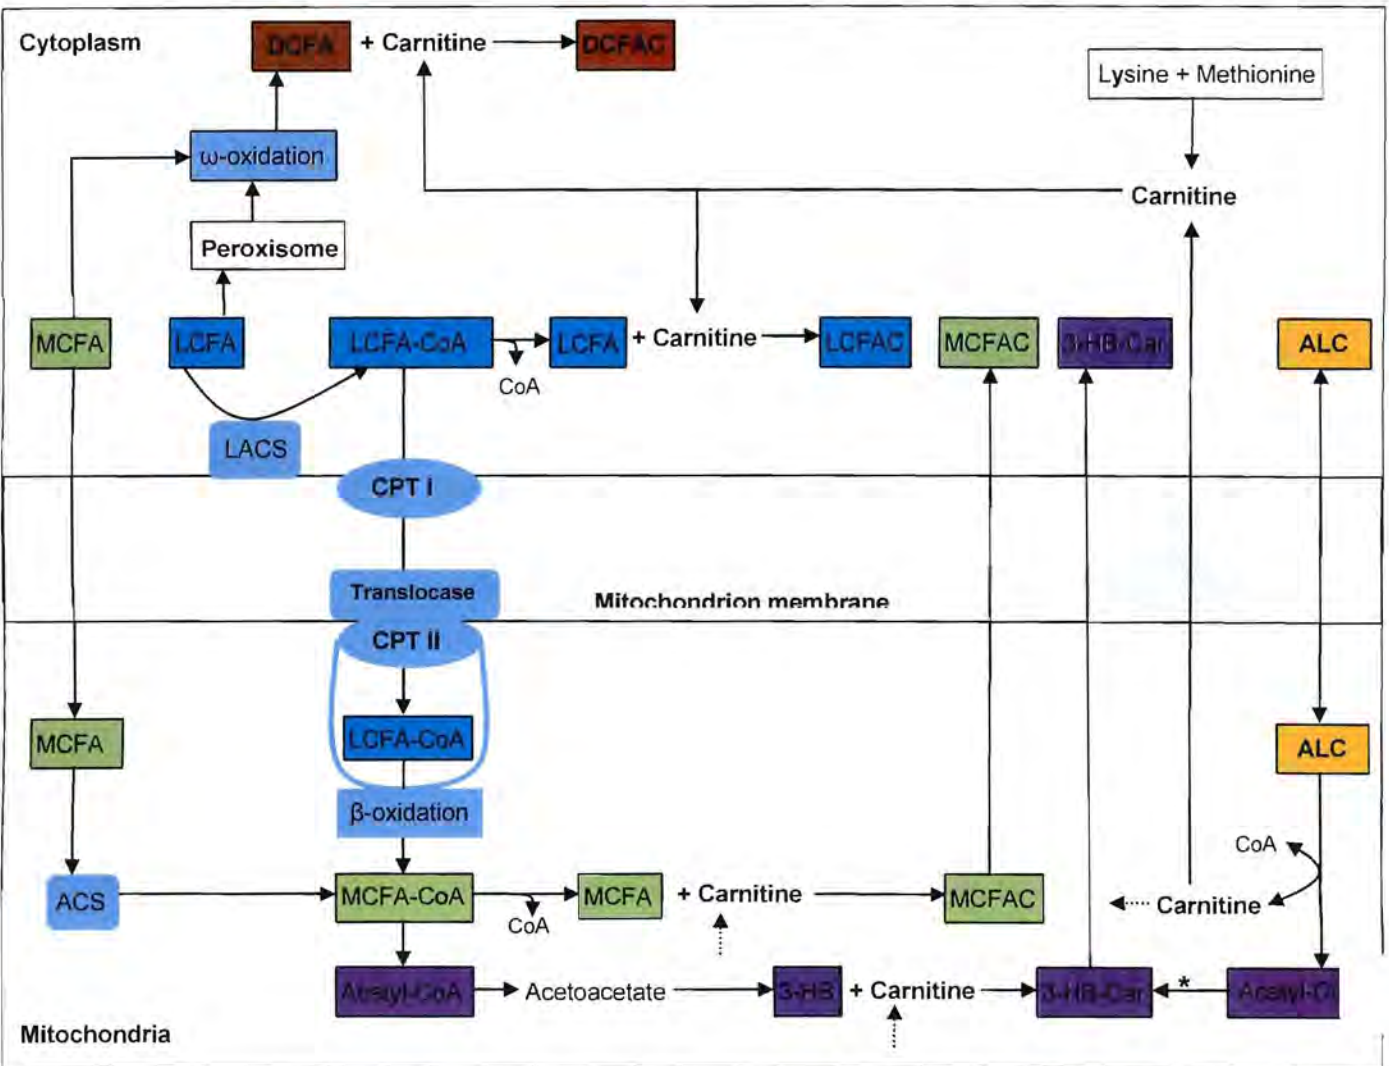 Cytoplasm
DCFA + Carnitine DCFAC
Lysine + Methionine
ω-oxidation
Carnitine
Peroxisome
MCFA LCFA LCFA-CoA LCFA + Carnitine LCFAC MCFAC 3-HB-Car ALC
CoA
LACS
CPT I
Translocase
Mitochondrion membrane
CPT II
MCFA LCFA-CoA ALC
β-oxidation
CoA
ACS MCFA-CoA MCFA + Carnitine MCFAC Carnitine
CoA
Acetyl-CoA Acetoacetate 3-HB + Carnitine 3-HB-Car *
Mitochondria